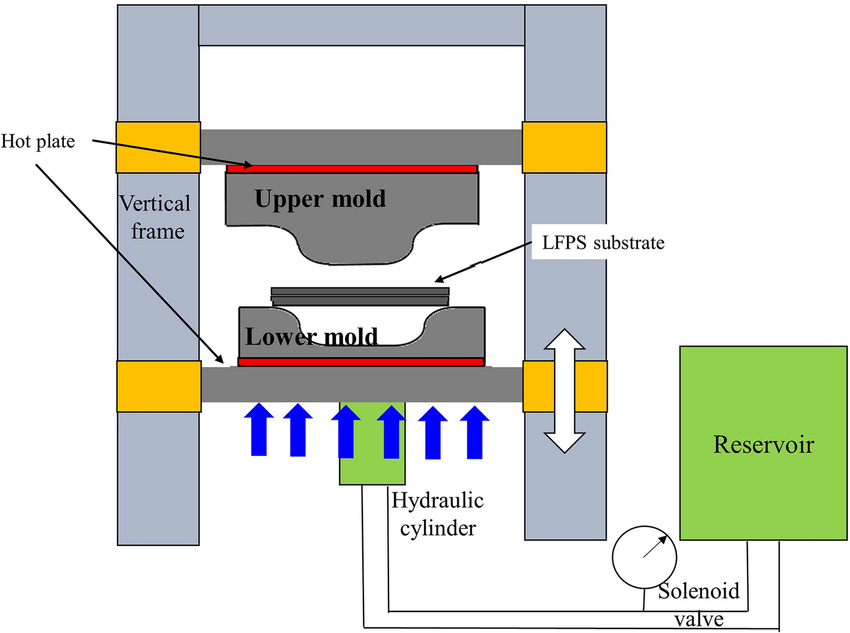 Hot plate
Upper mold
Vertical
frame
LFPS substrate
Lower mold
Reservoir
Hydraulic
cylinder
Solenoid
valve